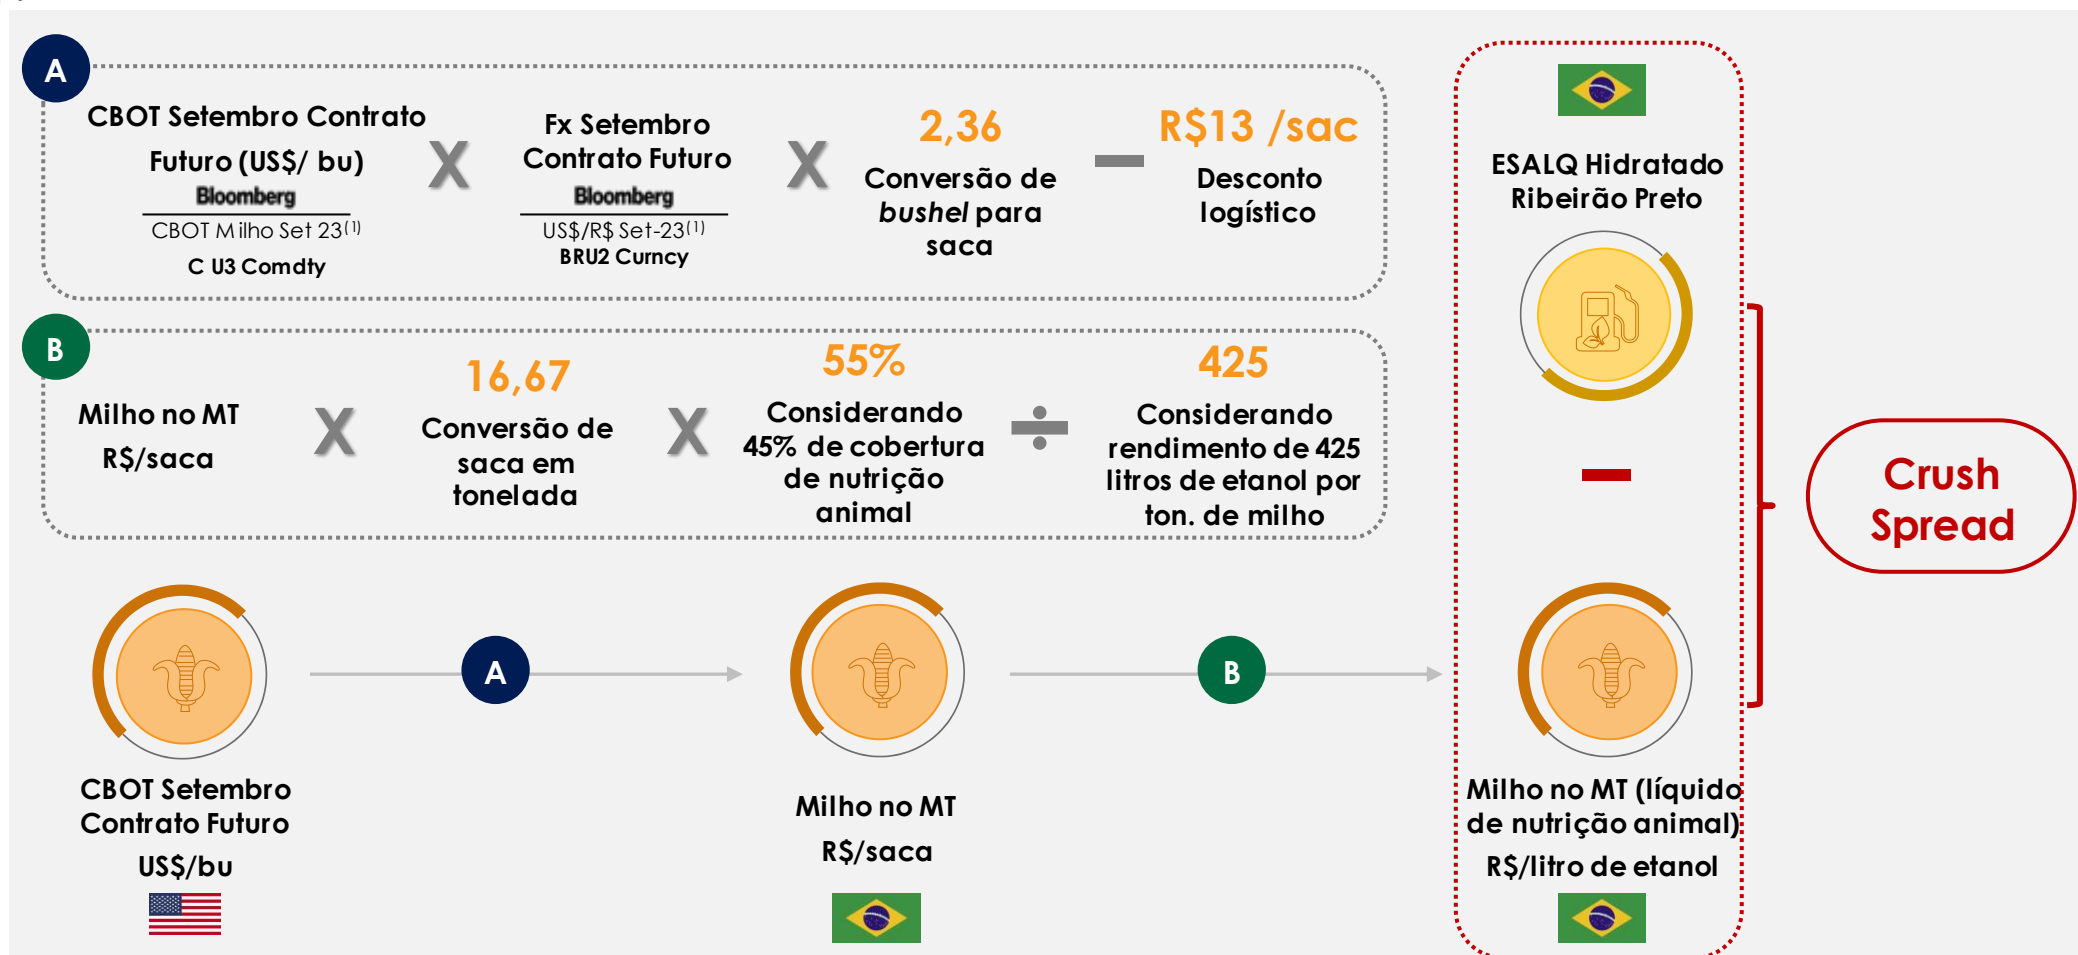 A
CBOT Setembro Contrato
Futuro (US$/ bu)
Bloomberg
CBOT Milho Set 23(1)
C U3 Comdty
X
Fx Setembro
Contrato Futuro
Bloomberg
US$/R$ Set-23(1)
BRU2 Curncy
X
2,36
Conversão de
bushel para
saca
R$13 /sac
Desconto
logístico
B
Milho no MT
R$/saca
X
16,67
Conversão de
saca em
tonelada
X
55%
Considerando
45% de cobertura
de nutrição
animal
÷
425
Considerando
rendimento de 425
litros de etanol por
ton. de milho
ESALQ Hidratado
Ribeirão Preto
Crush
Spread
A
B
CBOT Setembro
Contrato Futuro
US$/bu
Milho no MT
R$/saca
Milho no MT (líquido
de nutrição animal)
R$/litro de etanol